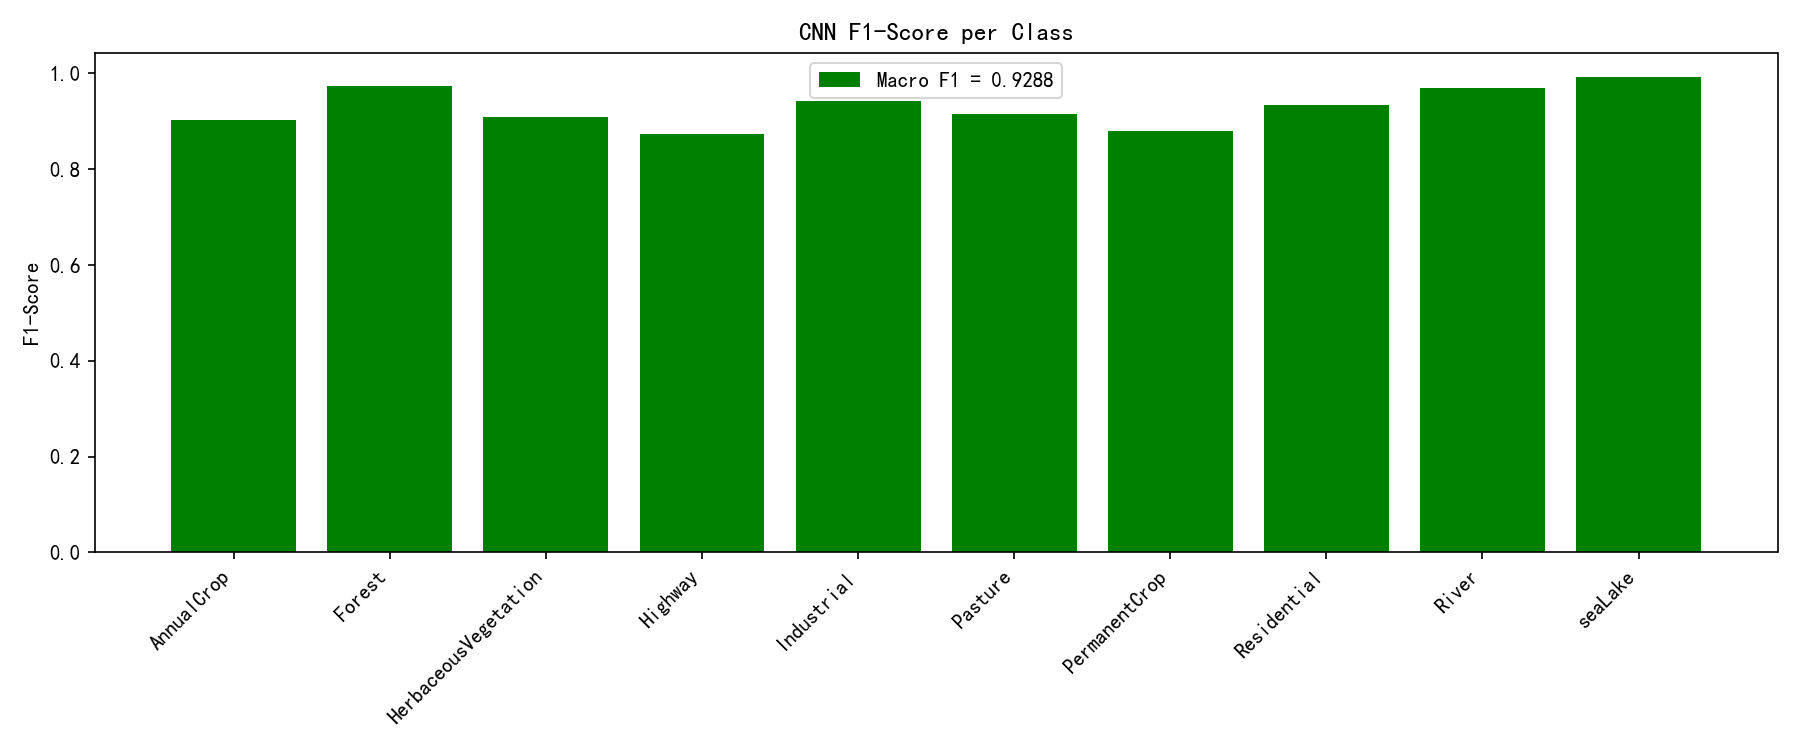 CNN F1-Score per Class
Macro F1 = 0.9288
F1-Score
1.0
0.8
0.6
0.4
0.2
0.0
AnnualCrop
Forest
HerbaceousVegetation
Highway
Industrial
Pasture
PermanentCrop
Residential
River
seaLake